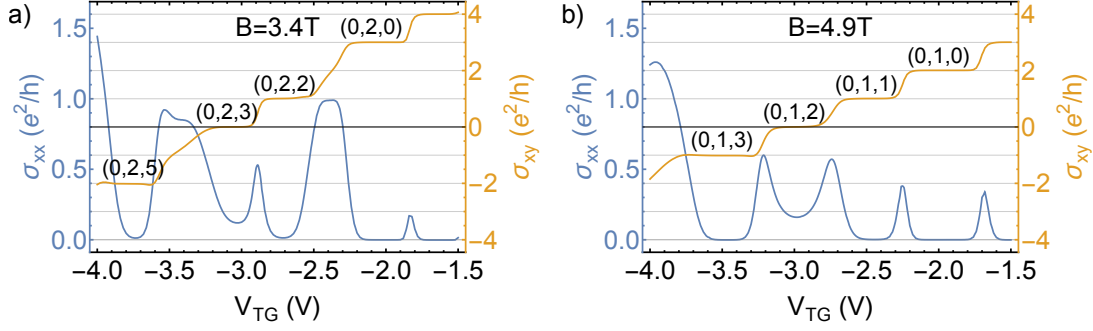 a)
B=3.4T
(0,2,0)
(0,2,2)
(0,2,3)
(0,2,5)
σxx (e²/h)
1.5
1.0
0.5
0.0
σxy (e²/h)
4
2
0
−2
−4
−4.0 −3.5 −3.0 −2.5 −2.0 −1.5
VTG (V)
b)
B=4.9T
(0,1,0)
(0,1,1)
(0,1,2)
(0,1,3)
σxx (e²/h)
1.5
1.0
0.5
0.0
σxy (e²/h)
4
2
0
−2
−4
−4.0 −3.5 −3.0 −2.5 −2.0 −1.5
VTG (V)